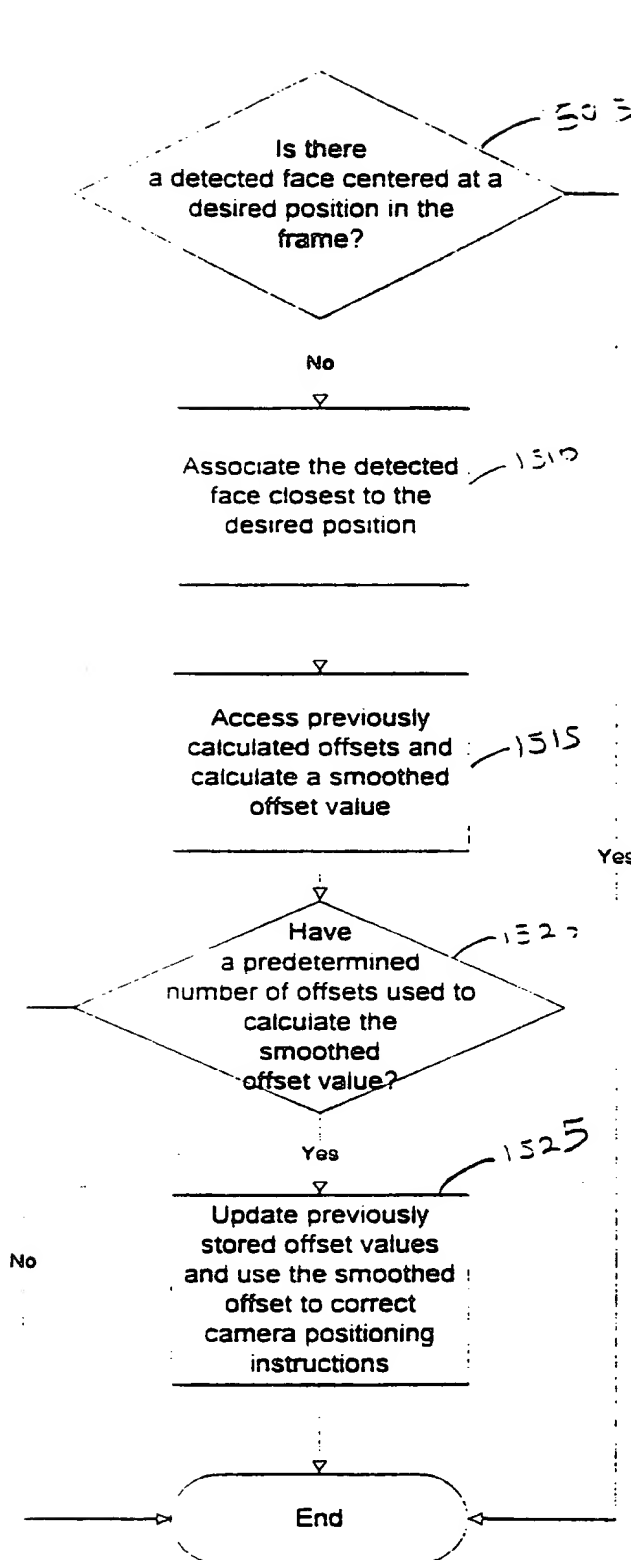 Is there
a detected face centered at a
desired position in the
frame?
No
Associate the detected
face closest to the
desired position
1510
Access previously
calculated offsets and
calculate a smoothed
offset value
1515
Yes
Have
a predetermined
number of offsets used to
calculate the
smoothed
offset value?
Yes
1525
Update previously
stored offset values
and use the smoothed
offset to correct
camera positioning
instructions
No
End